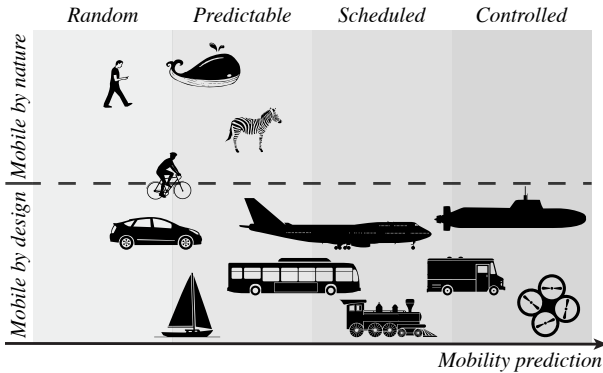 Random Predictable Scheduled Controlled
Mobile by nature
Mobile by design
Mobility prediction